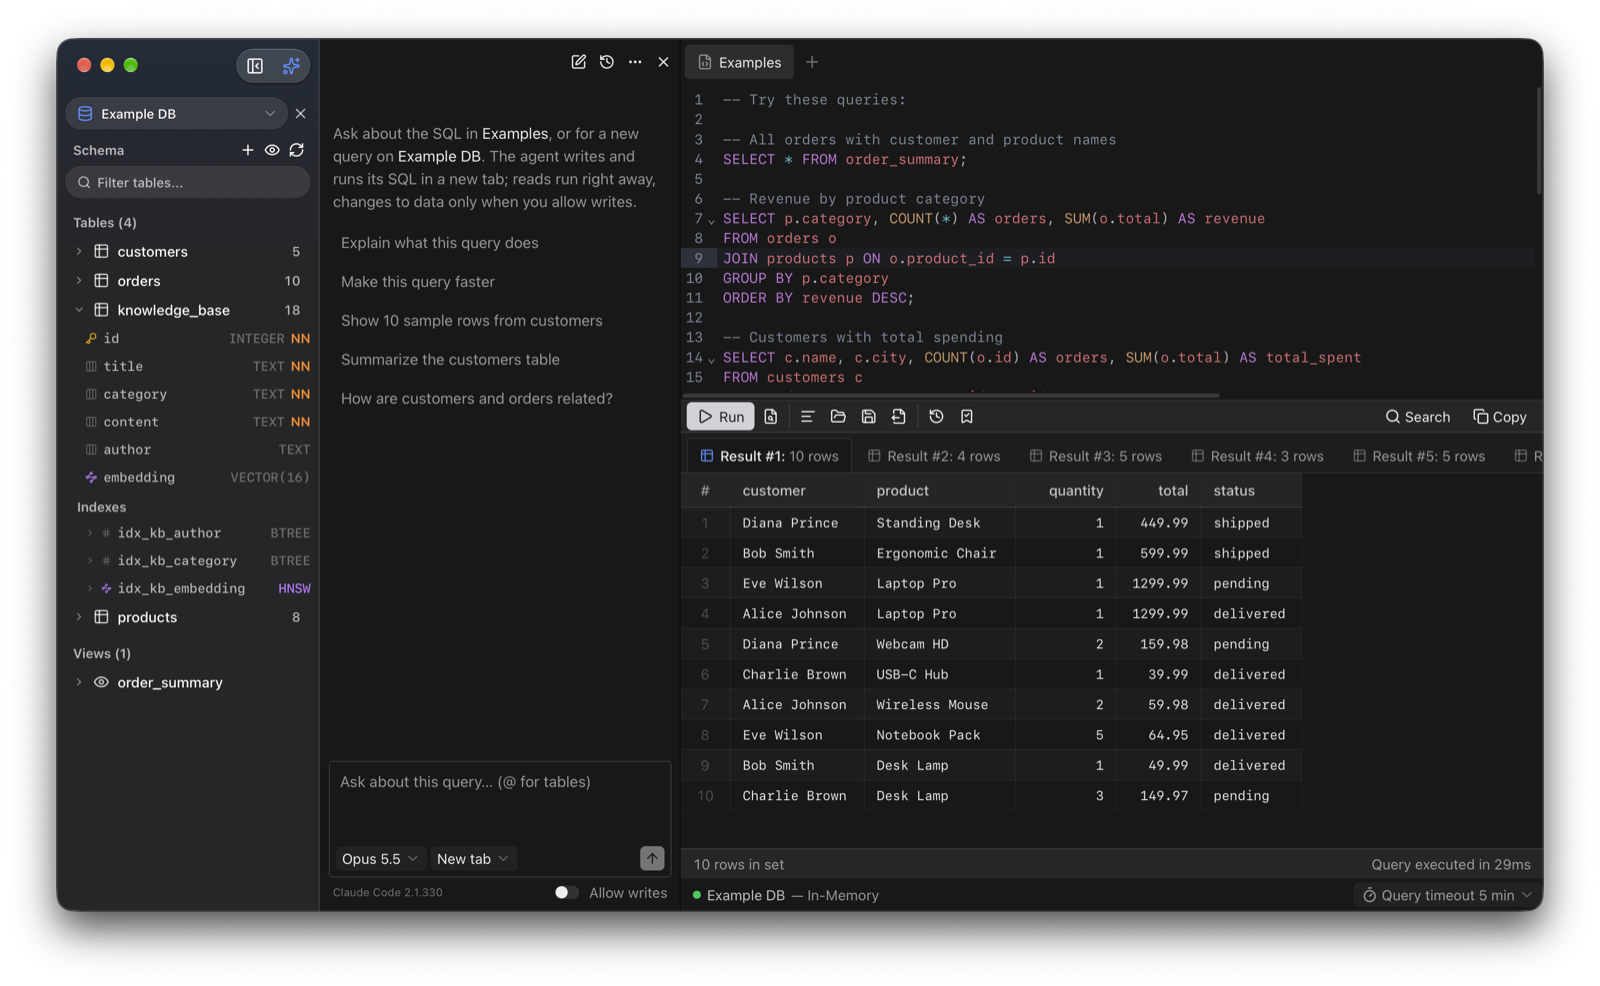 Example DB
Schema
Filter tables...
Tables (4)
customers 5
orders 10
knowledge_base 18
id INTEGER NN
title TEXT NN
category TEXT NN
content TEXT NN
author TEXT
embedding VECTOR(16)
Indexes
# idx_kb_author BTREE
# idx_kb_category BTREE
idx_kb_embedding HNSW
products 8
Views (1)
order_summary
Ask about the SQL in Examples, or for a new
query on Example DB. The agent writes and
runs its SQL in a new tab; reads run right away,
changes to data only when you allow writes.
Explain what this query does
Make this query faster
Show 10 sample rows from customers
Summarize the customers table
How are customers and orders related?
Ask about this query... (@ for tables)
Opus 5.5 New tab
Claude Code 2.1.330 Allow writes
Examples
1 -- Try these queries:
2
3 -- All orders with customer and product names
4 SELECT * FROM order_summary;
5
6 -- Revenue by product category
7 SELECT p.category, COUNT(*) AS orders, SUM(o.total) AS revenue
8 FROM orders o
9 JOIN products p ON o.product_id = p.id
10 GROUP BY p.category
11 ORDER BY revenue DESC;
12
13 -- Customers with total spending
14 SELECT c.name, c.city, COUNT(o.id) AS orders, SUM(o.total) AS total_spent
15 FROM customers c
Run Search Copy
Result #1: 10 rows Result #2: 4 rows Result #3: 5 rows Result #4: 3 rows Result #5: 5 rows R
# customer product quantity total status
1 Diana Prince Standing Desk 1 449.99 shipped
2 Bob Smith Ergonomic Chair 1 599.99 shipped
3 Eve Wilson Laptop Pro 1 1299.99 pending
4 Alice Johnson Laptop Pro 1 1299.99 delivered
5 Diana Prince Webcam HD 2 159.98 pending
6 Charlie Brown USB-C Hub 1 39.99 delivered
7 Alice Johnson Wireless Mouse 2 59.98 delivered
8 Eve Wilson Notebook Pack 5 64.95 delivered
9 Bob Smith Desk Lamp 1 49.99 delivered
10 Charlie Brown Desk Lamp 3 149.97 pending
10 rows in set Query executed in 29ms
Example DB — In-Memory Query timeout 5 min